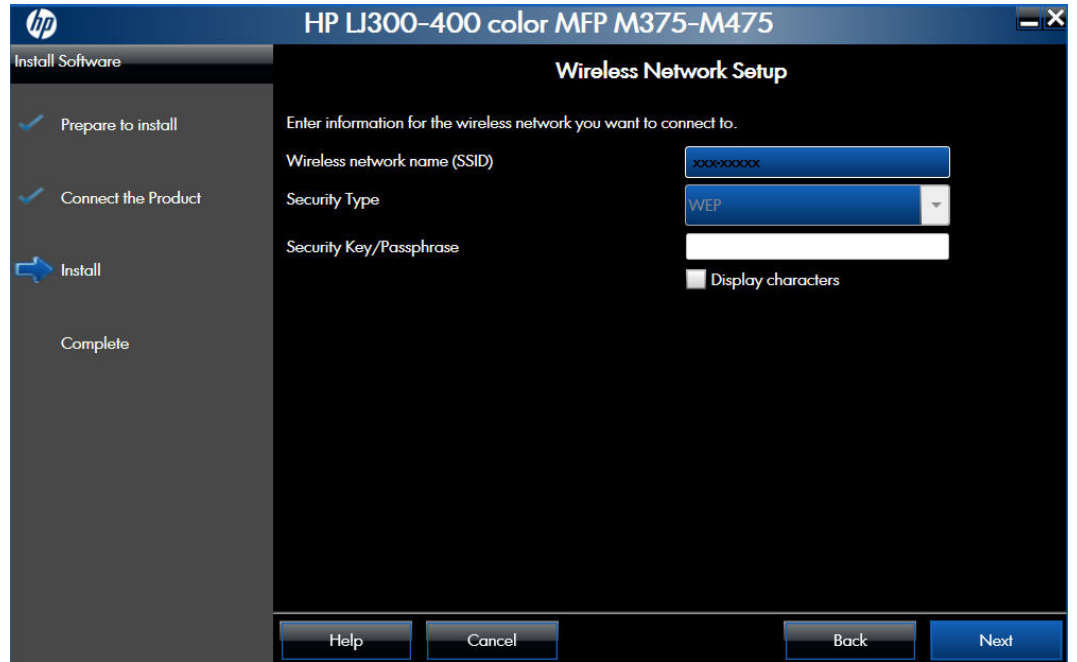 hp
HP LJ300-400 color MFP M375-M475
Install Software
Wireless Network Setup
Prepare to install
Enter information for the wireless network you want to connect to.
Wireless network name (SSID)
xxx-xxxxx
Connect the Product
Security Type
WEP
Security Key/Passphrase
Install
Display characters
Complete
Help
Cancel
Back
Next